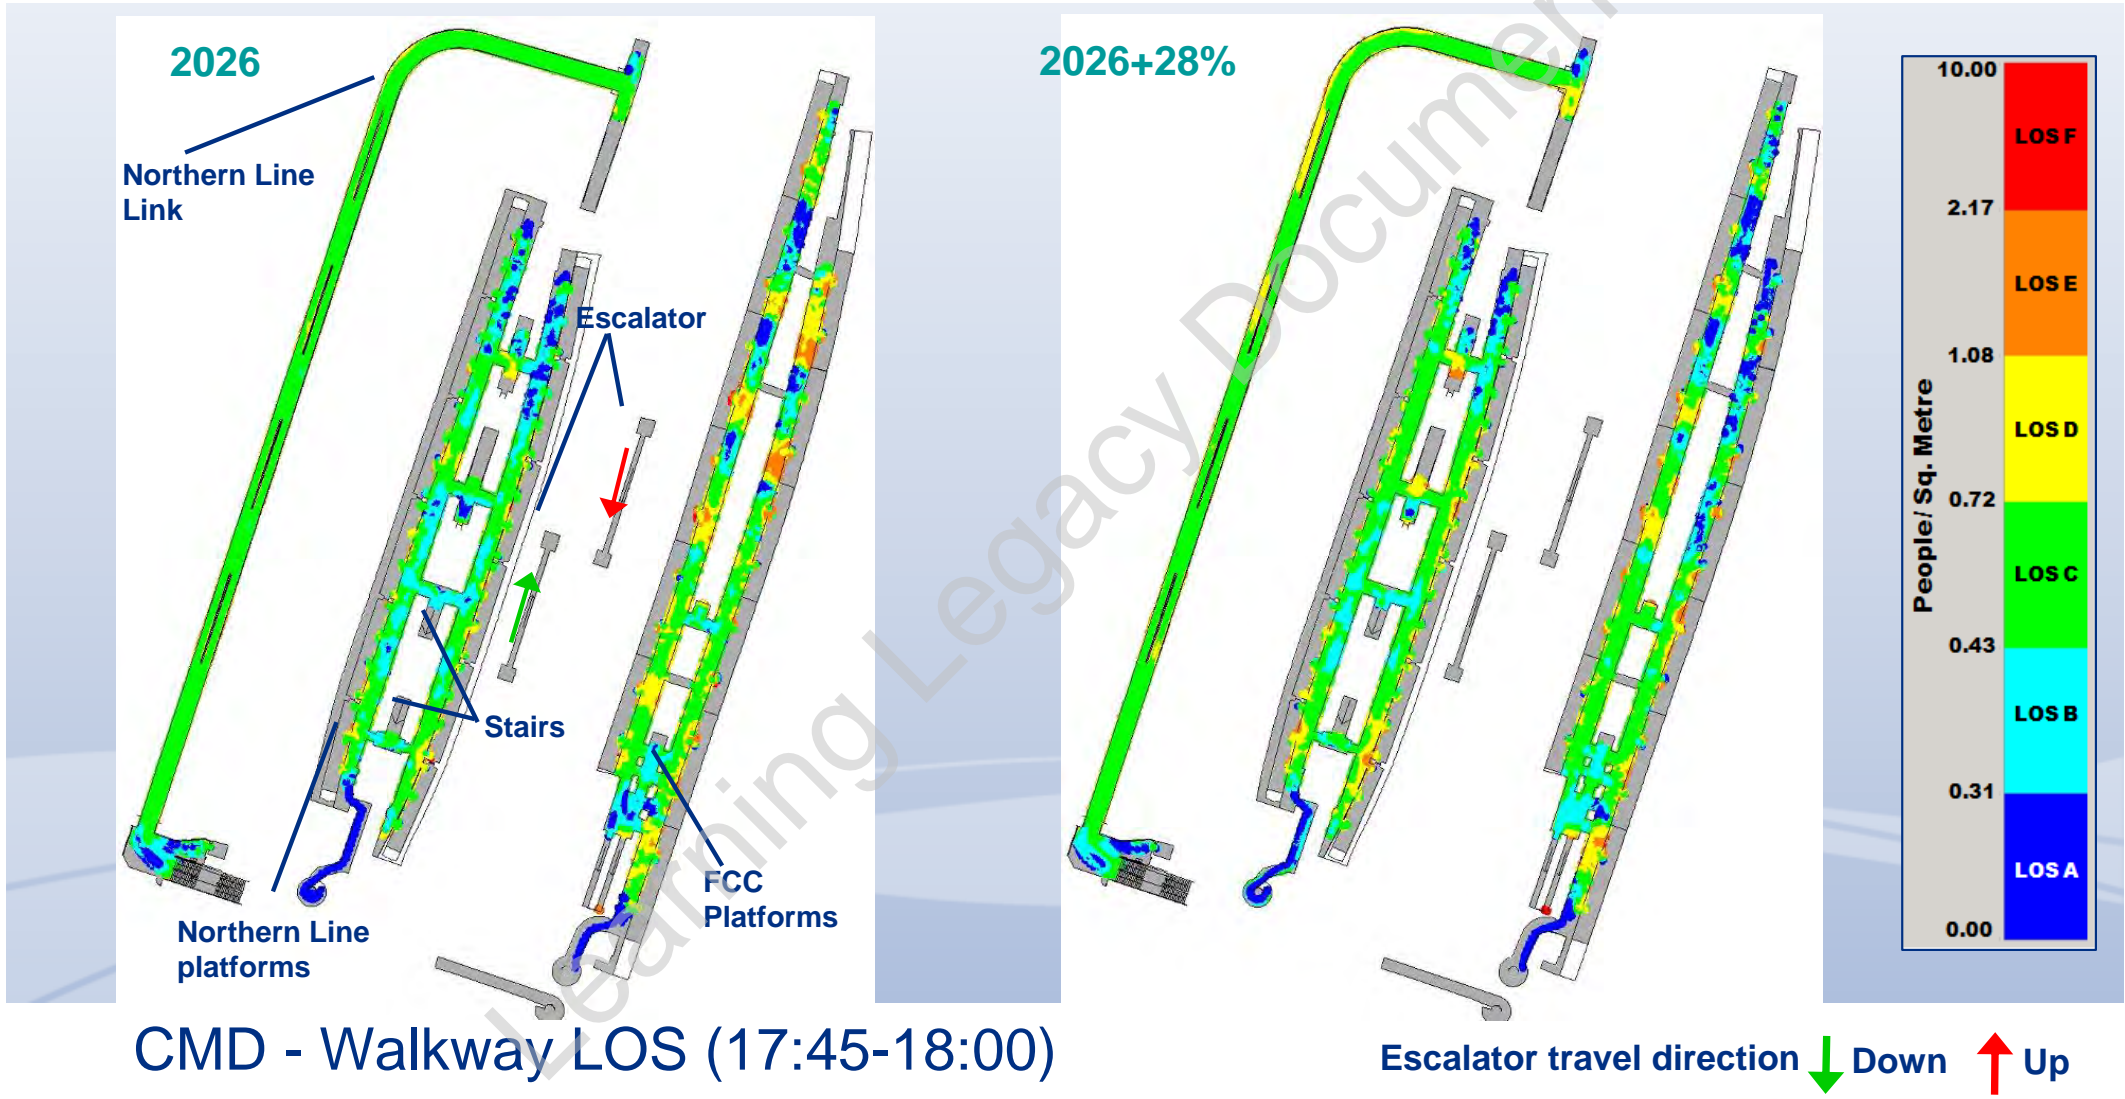 2026
2026+28%
Northern Line
Link
Escalator
Stairs
FCC
Platforms
Northern Line
platforms
10.00
LOS F
2.17
LOS E
1.08
LOS D
0.72
LOS C
0.43
LOS B
0.31
LOS A
0.00
People/ Sq. Metre
Learning Legacy Documen
CMD - Walkway LOS (17:45-18:00)
Escalator travel direction
Down
Up